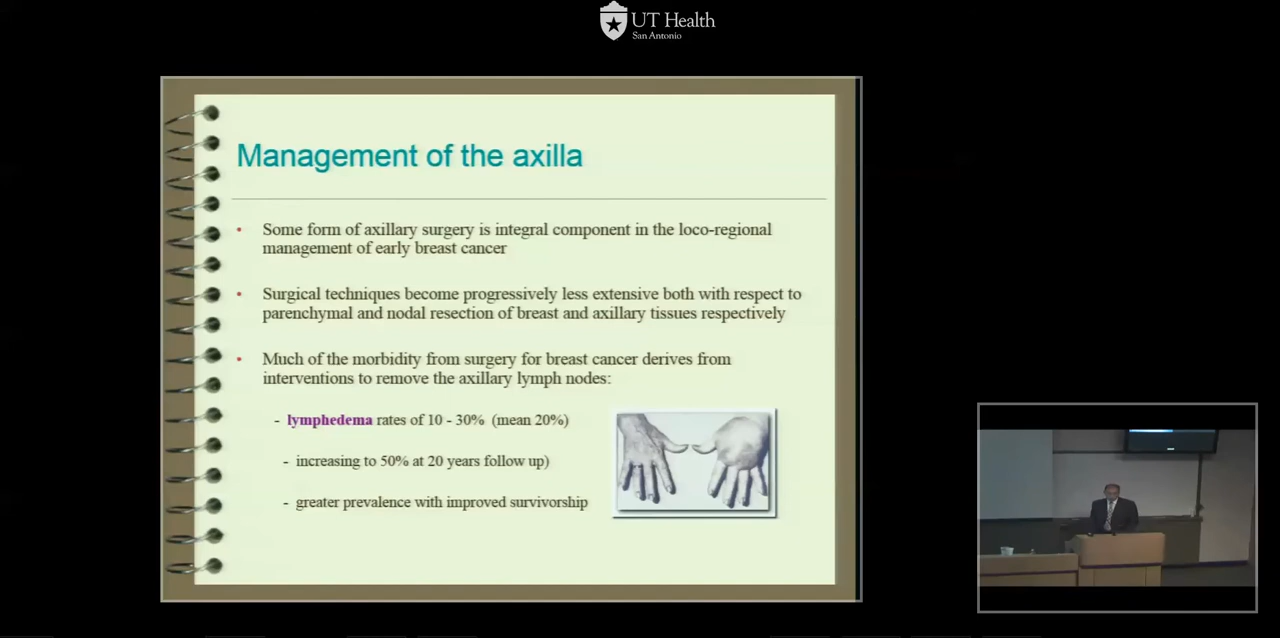 UT Health
San Antonio
Management of the axilla
• Some form of axillary surgery is integral component in the loco-regional
management of early breast cancer
• Surgical techniques become progressively less extensive both with respect to
parenchymal and nodal resection of breast and axillary tissues respectively
• Much of the morbidity from surgery for breast cancer derives from
interventions to remove the axillary lymph nodes:
- lymphedema rates of 10 - 30% (mean 20%)
- increasing to 50% at 20 years follow up)
- greater prevalence with improved survivorship